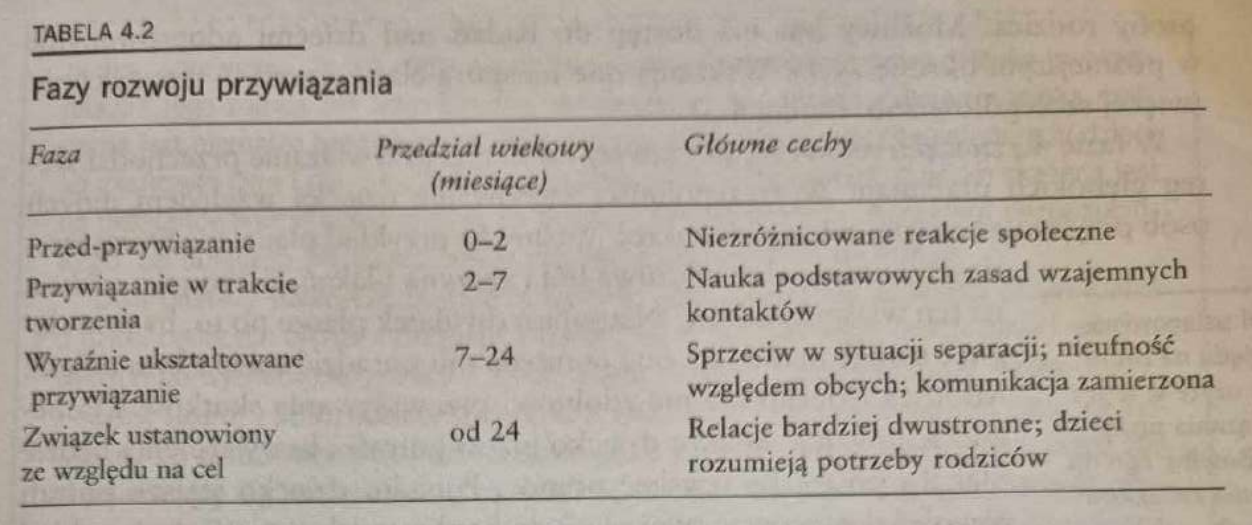 TABELA 4.2
Fazy rozwoju przywiązania
Faza Przedział wiekowy Główne cechy
(miesiące)
Przed-przywiązanie 0–2 Niezróżnicowane reakcje społeczne
Przywiązanie w trakcie 2–7 Nauka podstawowych zasad wzajemnych
tworzenia kontaktów
Wyraźnie ukształtowane 7–24 Sprzeciw w sytuacji separacji; nieufność
przywiązanie względem obcych; komunikacja zamierzona
Związek ustanowiony od 24 Relacje bardziej dwustronne; dzieci
ze względu na cel rozumieją potrzeby rodziców